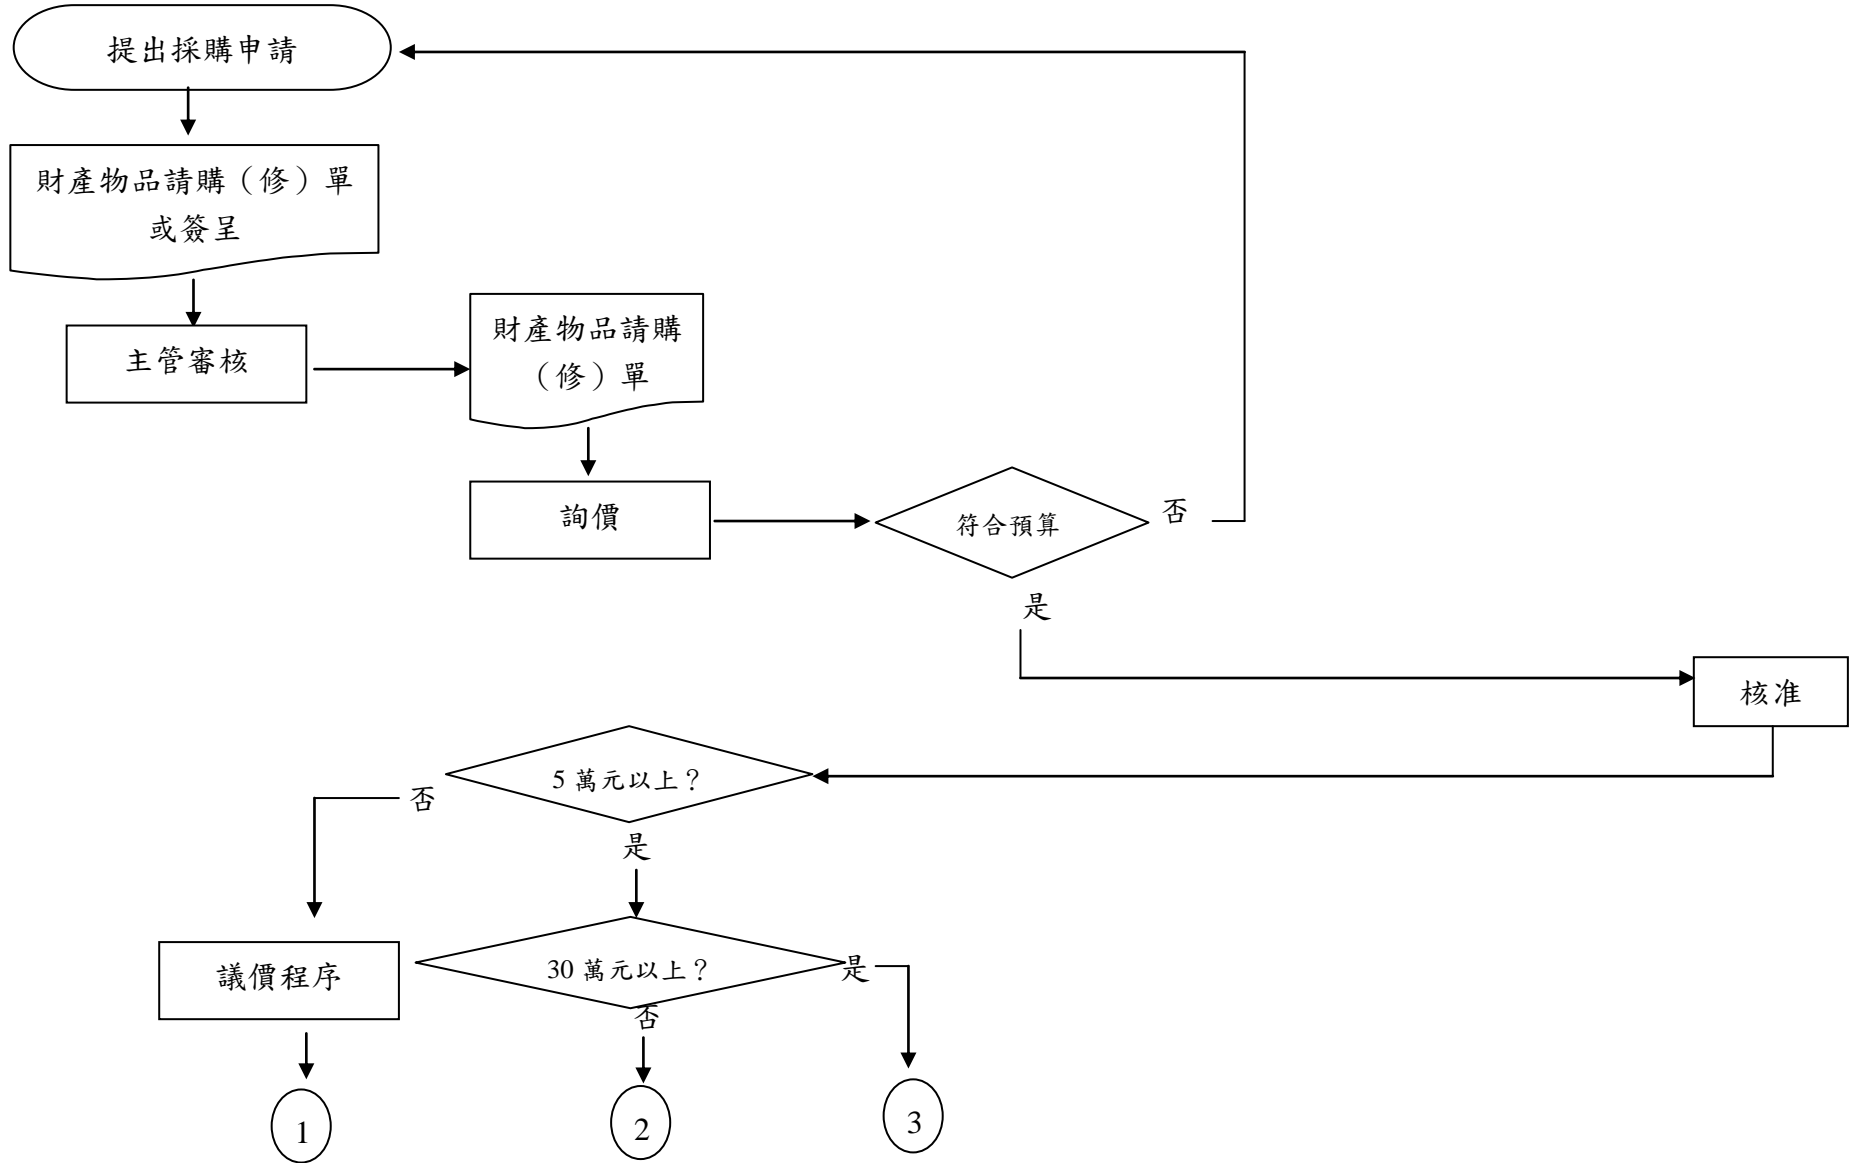 提出採購申請
財產物品請購（修）單
或簽呈
主管審核
財產物品請購
（修）單
詢價
符合預算
否
是
核准
5 萬元以上？
否
是
議價程序
30 萬元以上？
是
否
1
2
3